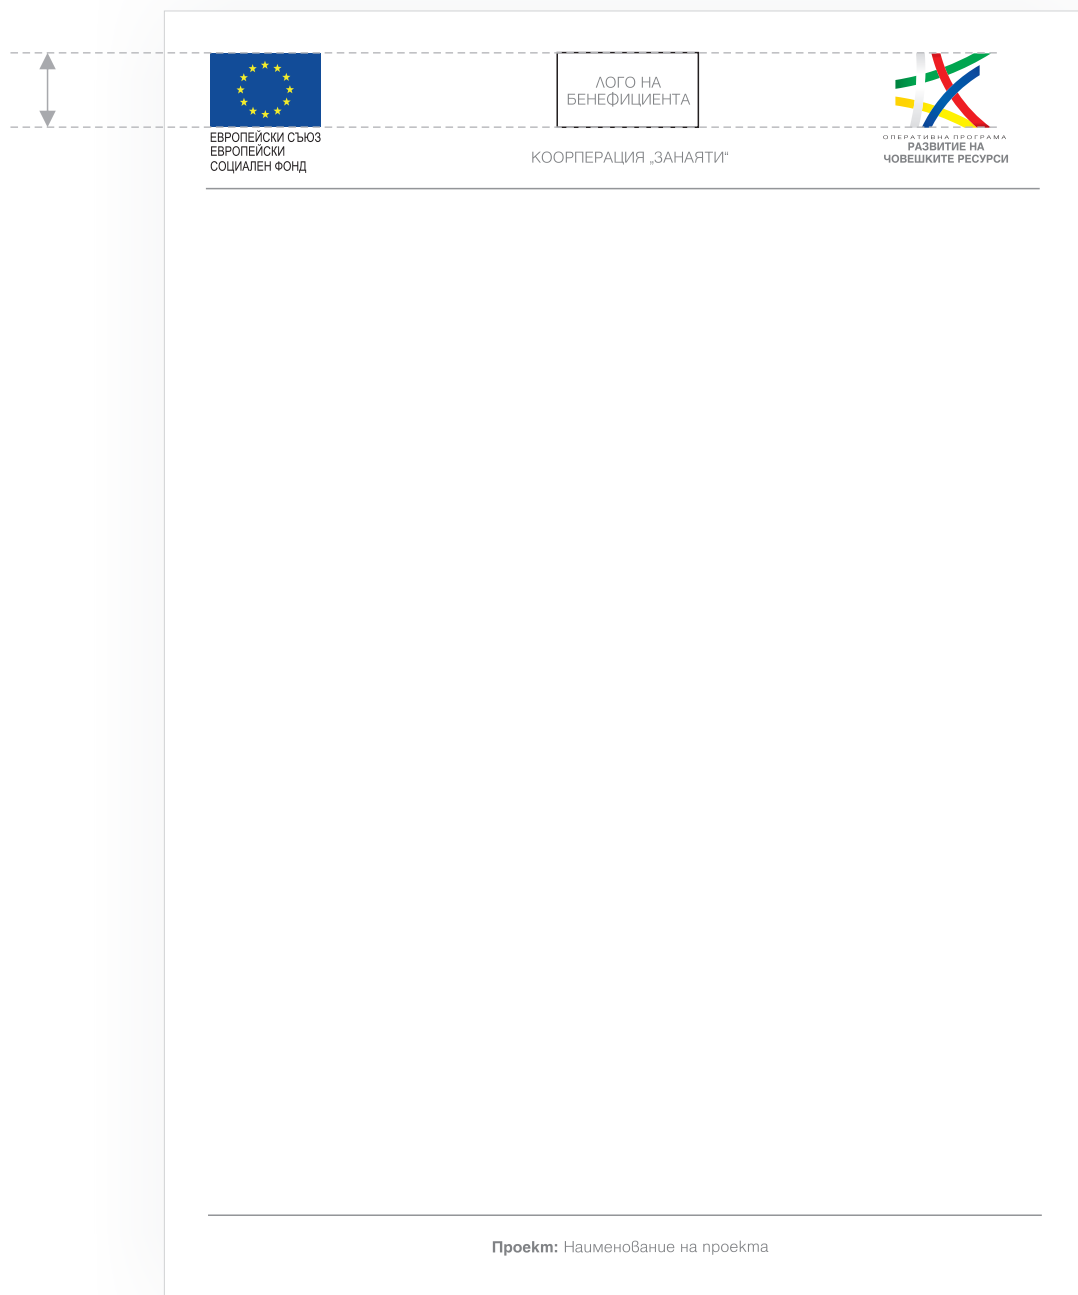 ЛОГО НА
БЕНЕФИЦИЕНТА
ЕВРОПЕЙСКИ СЪЮЗ
ЕВРОПЕЙСКИ
СОЦИАЛЕН ФОНД
КООРПЕРАЦИЯ „ЗАНАЯТИ“
ОПЕРАТИВНА ПРОГРАМА
РАЗВИТИЕ НА
ЧОВЕШКИТЕ РЕСУРСИ
Проект: Наименование на проекта